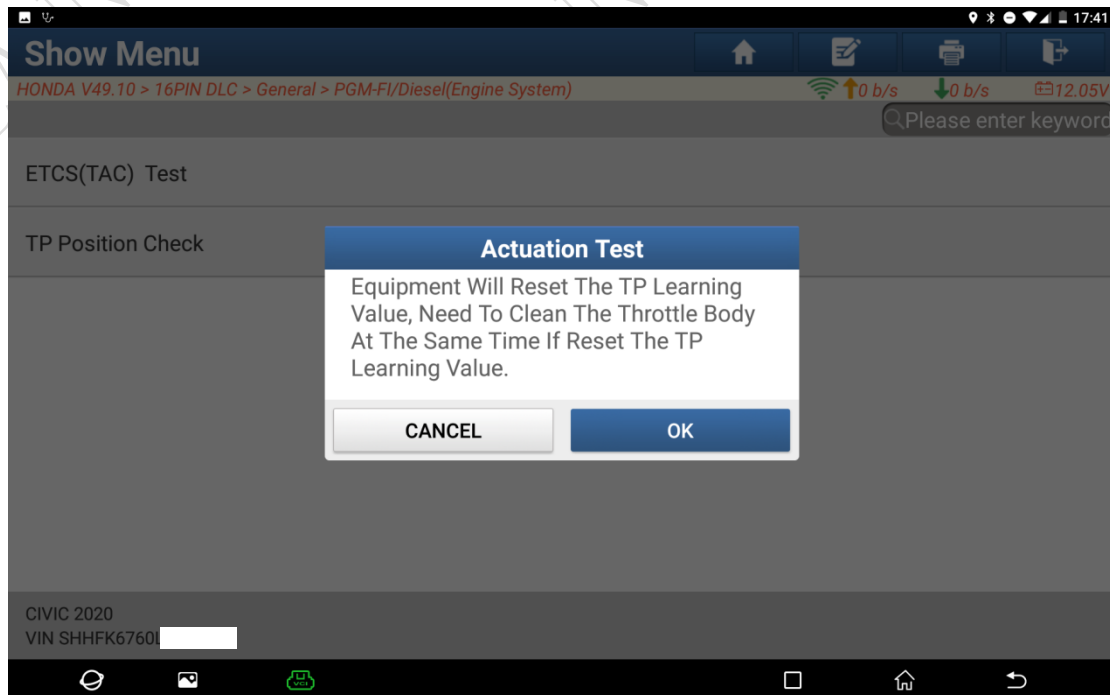 17:41
Show Menu
HONDA V49.10 > 16PIN DLC > General > PGM-FI/Diesel(Engine System)
0 b/s
0 b/s
12.05V
Please enter keyword
ETCS(TAC) Test
TP Position Check
Actuation Test
Equipment Will Reset The TP Learning
Value, Need To Clean The Throttle Body
At The Same Time If Reset The TP
Learning Value.
CANCEL
OK
CIVIC 2020
VIN SHHFK6760L
VCI